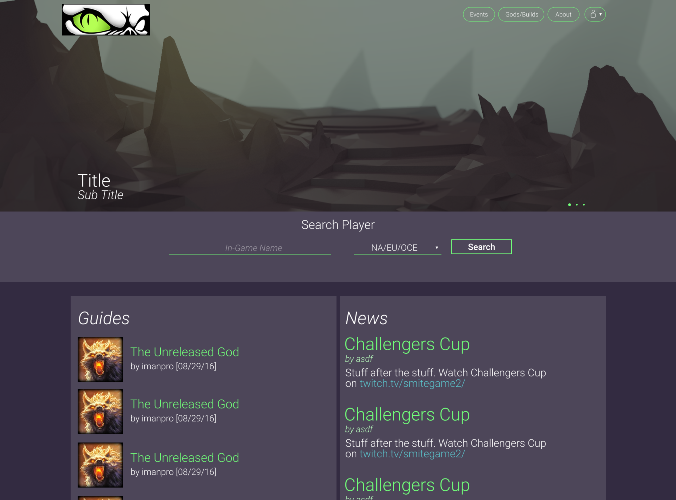 Events
Gods/Builds
About
Title
Sub Title
Search Player
In-Game Name
NA/EU/OCE
Search
Guides
The Unreleased God
by imanpro [08/29/16]
The Unreleased God
by imanpro [08/29/16]
The Unreleased God
by imanpro [08/29/16]
News
Challengers Cup
by asdf
Stuff after the stuff. Watch Challengers Cup
on twitch.tv/smitegame2/
Challengers Cup
by asdf
Stuff after the stuff. Watch Challengers Cup
on twitch.tv/smitegame2/
Challengers Cup
by asdf